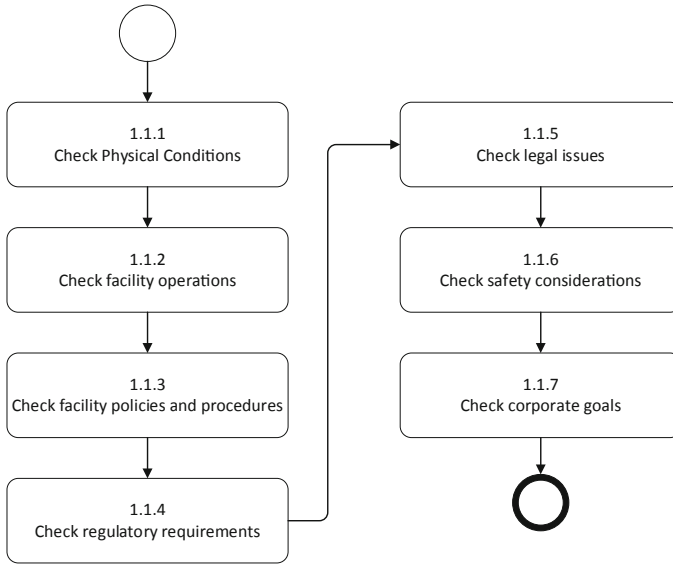 1.1.1
Check Physical Conditions
1.1.2
Check facility operations
1.1.3
Check facility policies and procedures
1.1.4
Check regulatory requirements
1.1.5
Check legal issues
1.1.6
Check safety considerations
1.1.7
Check corporate goals